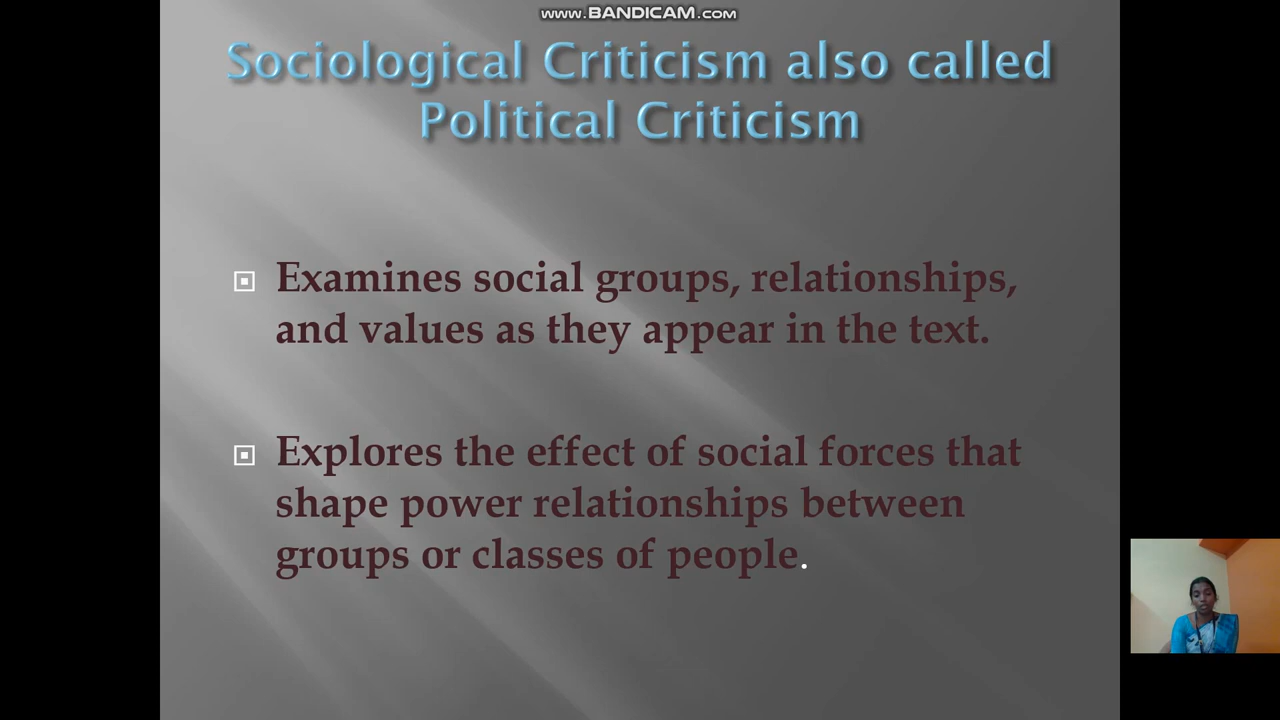 www.BANDICAM.com
Sociological Criticism also called
Political Criticism
Examines social groups, relationships,
and values as they appear in the text.
Explores the effect of social forces that
shape power relationships between
groups or classes of people.